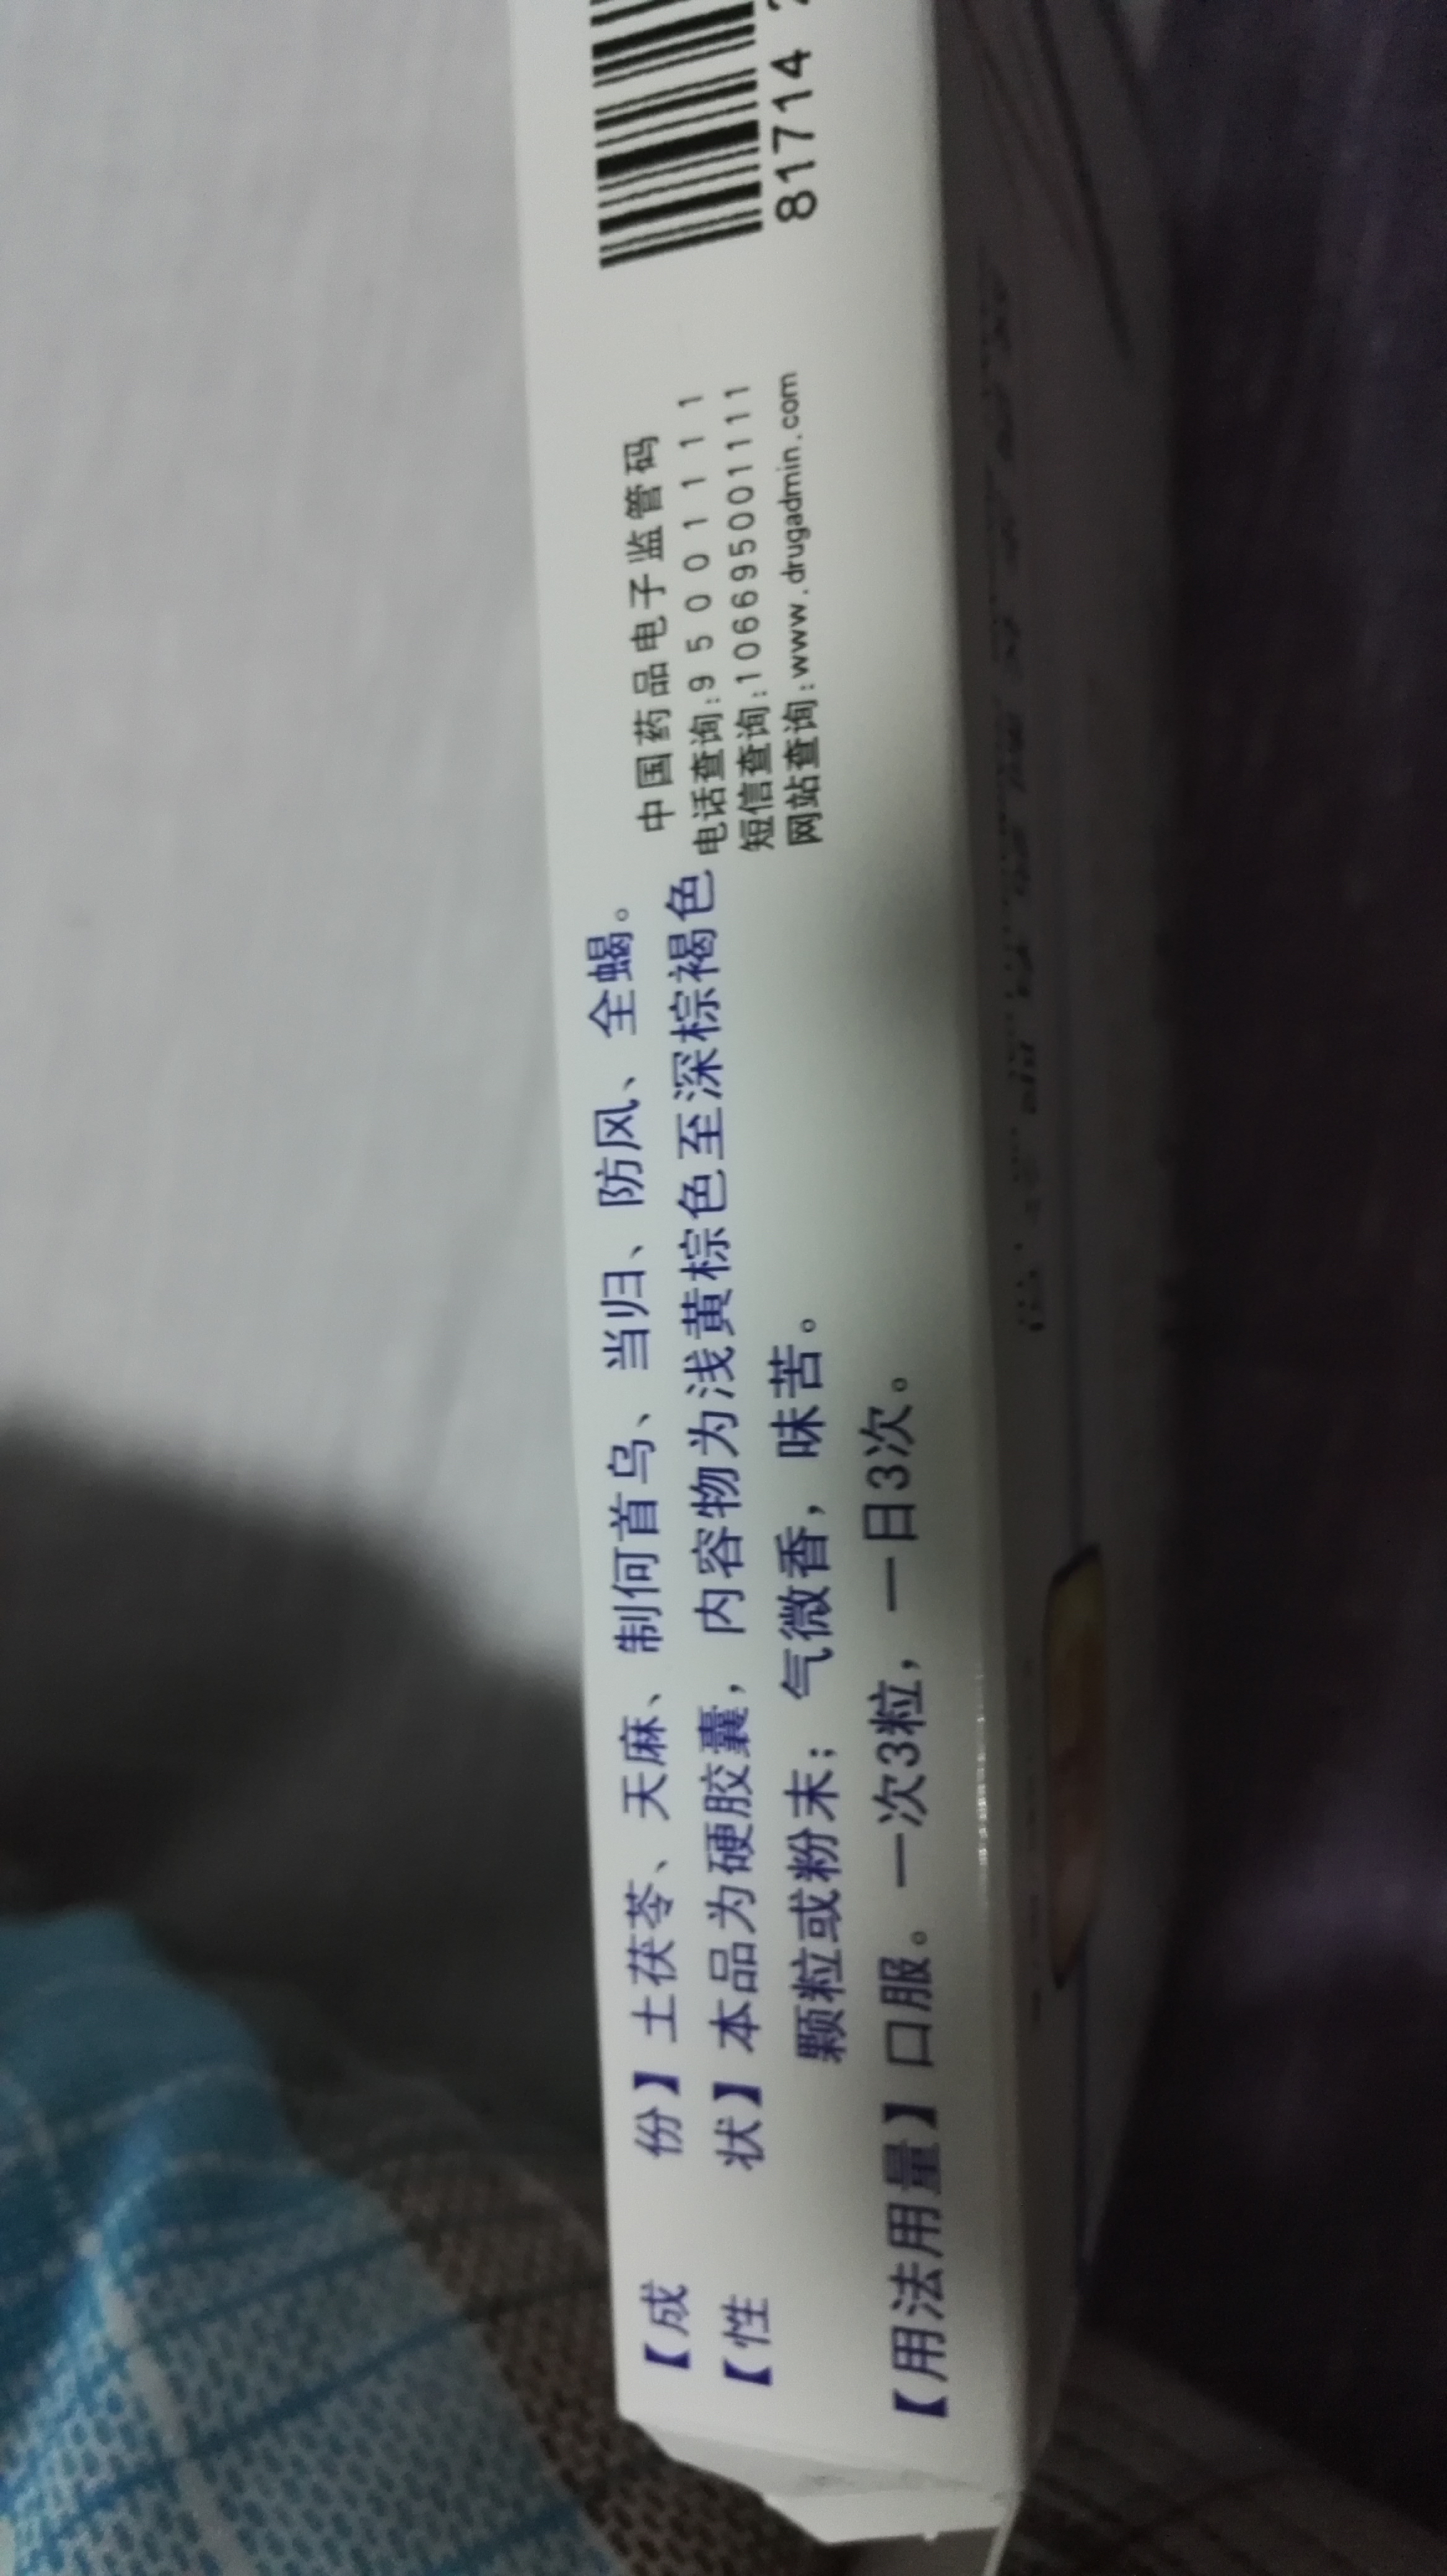 【成 份】土茯苓、天麻、制何首乌、当归、防风、全蝎。
【性 状】本品为硬胶囊，内容物为浅黄棕色至深棕褐色
颗粒或粉末；气微香，味苦。
【用法用量】口服。一次3粒，一日3次。
中国药品电子监管码
电话查询:95001111
短信查询:106695001111
网站查询:www.drugadmin.com
81714